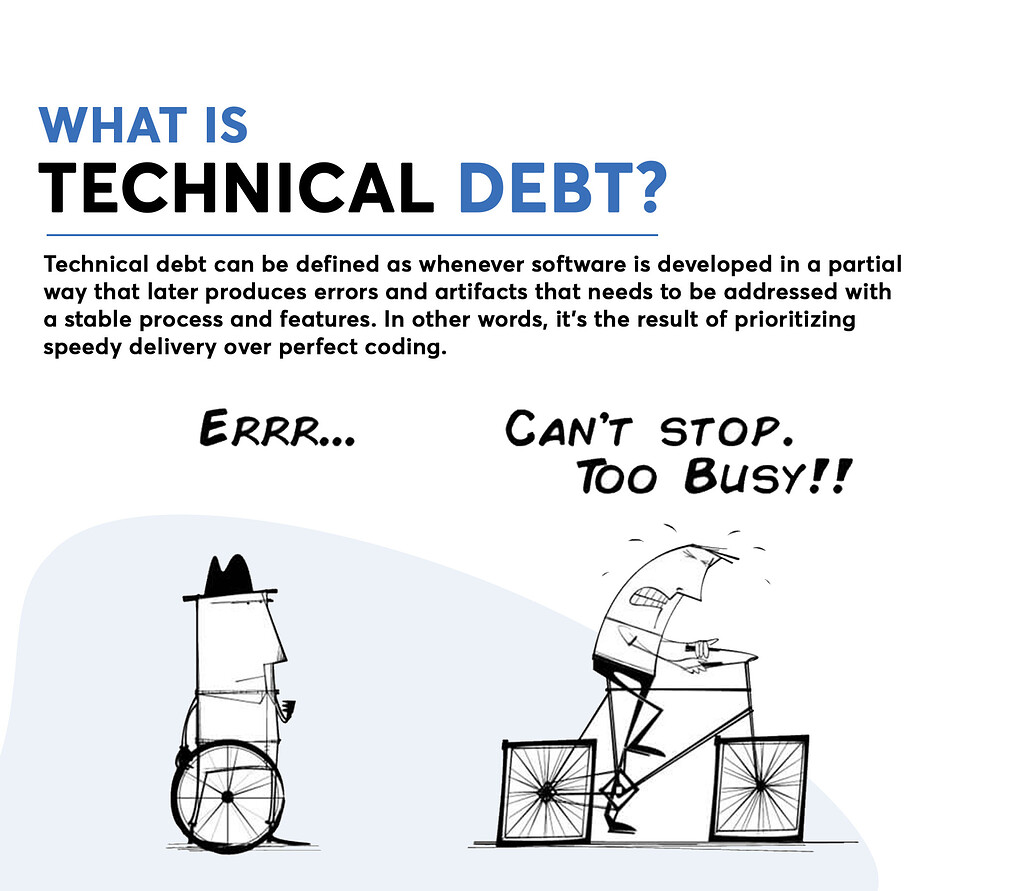 WHAT IS
TECHNICAL DEBT?
Technical debt can be defined as whenever software is developed in a partial
way that later produces errors and artifacts that needs to be addressed with
a stable process and features. In other words, it's the result of prioritizing
speedy delivery over perfect coding.
ERRR...
CAN'T STOP.
TOO BUSY!!